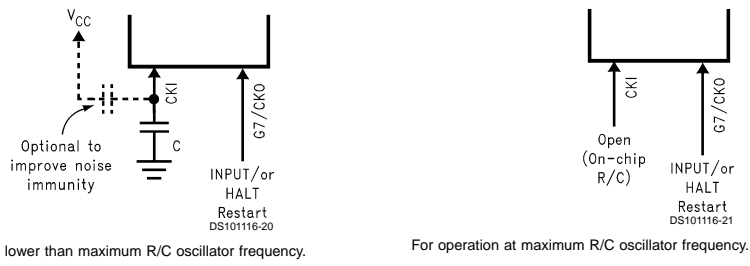 VCC
CKI
G7/CKO
Optional to
improve noise
immunity
C
INPUT/or
HALT
Restart
DS101116-20
lower than maximum R/C oscillator frequency.
CKI
G7/CKO
Open
(On-chip
R/C)
INPUT/or
HALT
Restart
DS101116-21
For operation at maximum R/C oscillator frequency.